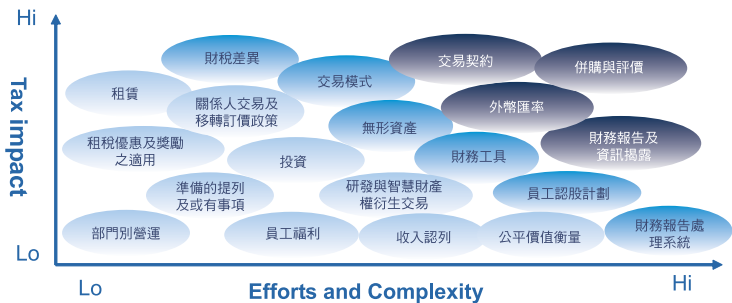 Hi
Tax impact
Lo
財稅差異
交易契約
交易模式
併購與評價
租賃
關係人交易及
移轉訂價政策
外幣匯率
無形資產
租稅優惠及獎勵
之適用
投資
財務工具
財務報告及
資訊揭露
準備的提列
及或有事項
研發與智慧財產
權衍生交易
員工認股計劃
部門別營運
員工福利
收入認列
公平價值衡量
財務報告處
理系統
Lo
Efforts and Complexity
Hi